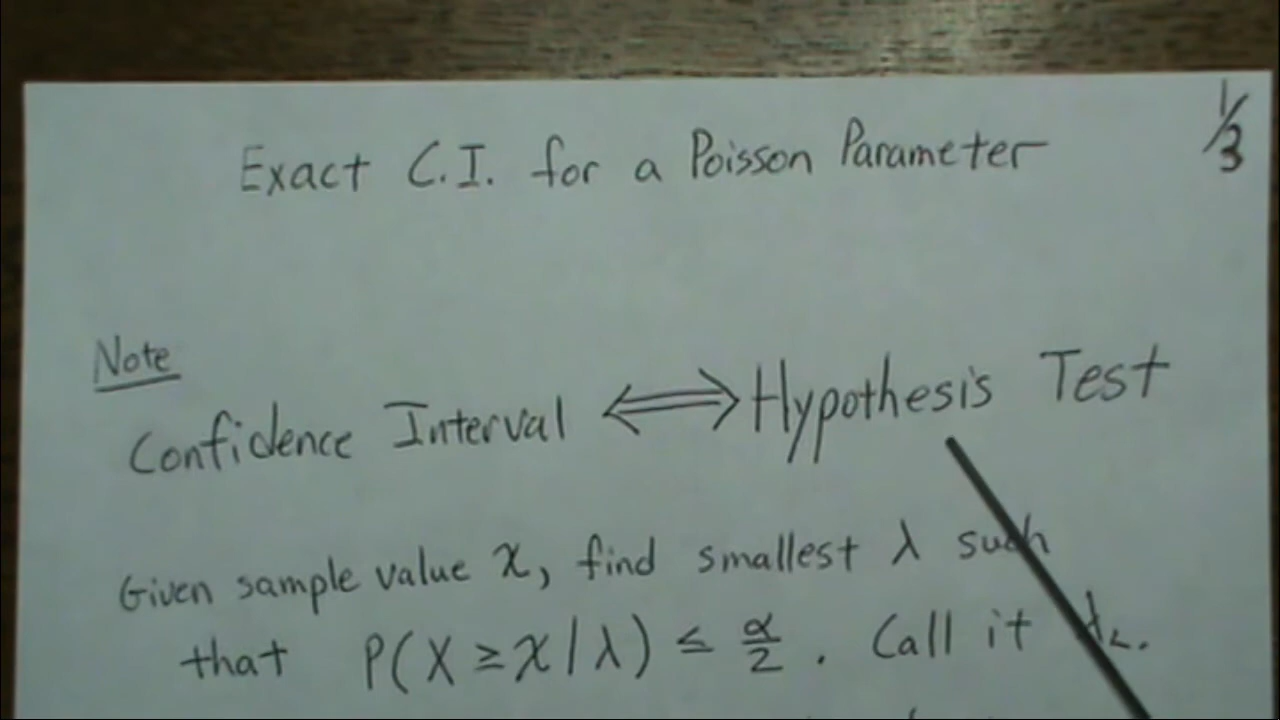 1/3
Exact C.I. for a Poisson Parameter
Note
Confidence Interval ⟺ Hypothesis Test
Given sample value x, find smallest λ such
that P(X ≥ x | λ) ≤ α/2 . Call it λL.